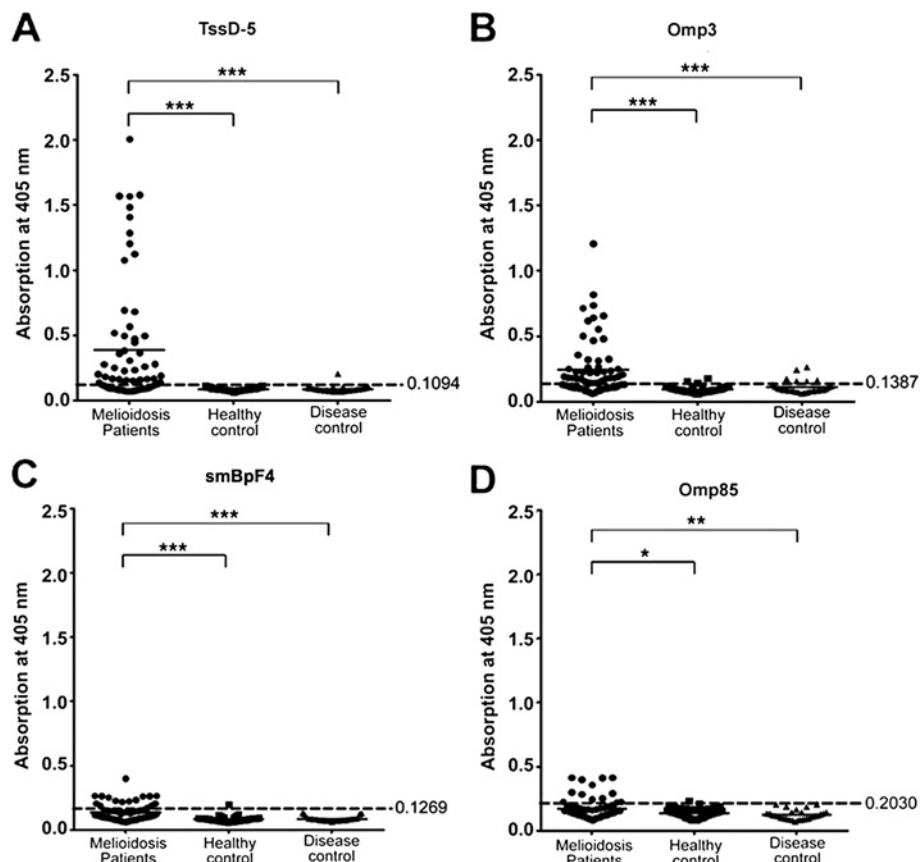 A
TssD-5
Absorption at 405 nm
2.5
2.0
1.5
1.0
0.5
0.0
***
***
0.1094
Melioidosis
Patients
Healthy
control
Disease
control
B
Omp3
Absorption at 405 nm
2.5
2.0
1.5
1.0
0.5
0.0
***
***
0.1387
Melioidosis
Patients
Healthy
control
Disease
control
C
smBpF4
Absorption at 405 nm
2.5
2.0
1.5
1.0
0.5
0.0
***
***
0.1269
Melioidosis
Patients
Healthy
control
Disease
control
D
Omp85
Absorption at 405 nm
2.5
2.0
1.5
1.0
0.5
0.0
**
*
0.2030
Melioidosis
Patients
Healthy
control
Disease
control